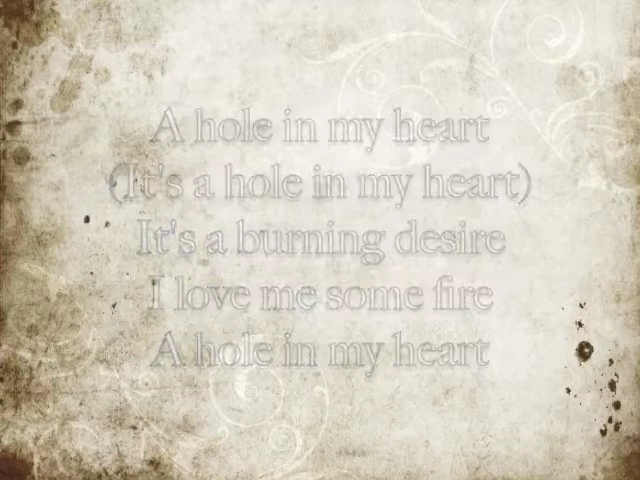 A hole in my heart
(It's a hole in my heart)
It's a burning desire
I love me some fire
A hole in my heart